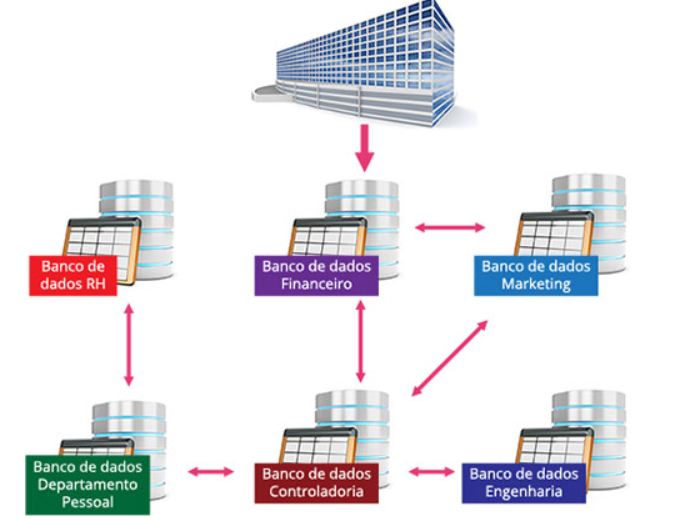 Banco de
dados RH
Banco de dados
Financeiro
Banco de dados
Marketing
Banco de dados
Departamento
Pessoal
Banco de dados
Controladoria
Banco de dados
Engenharia